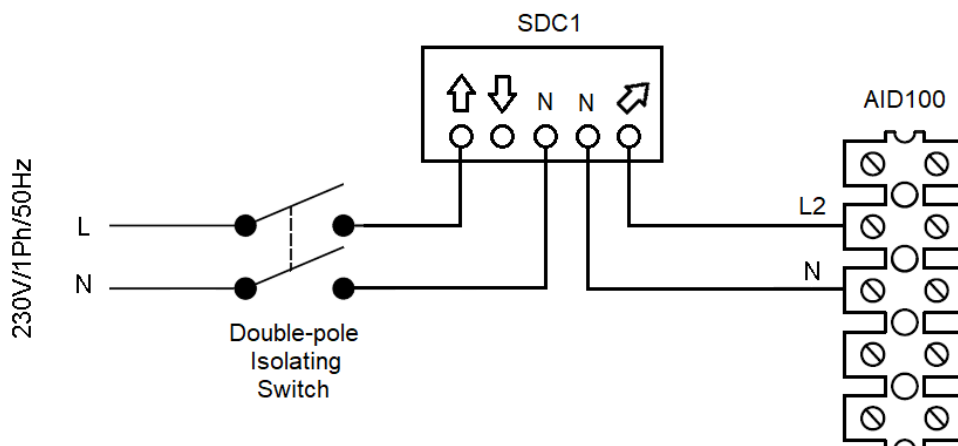 SDC1
N N
AID100
230V/1Ph/50Hz
L
L2
N
N
Double-pole
Isolating
Switch